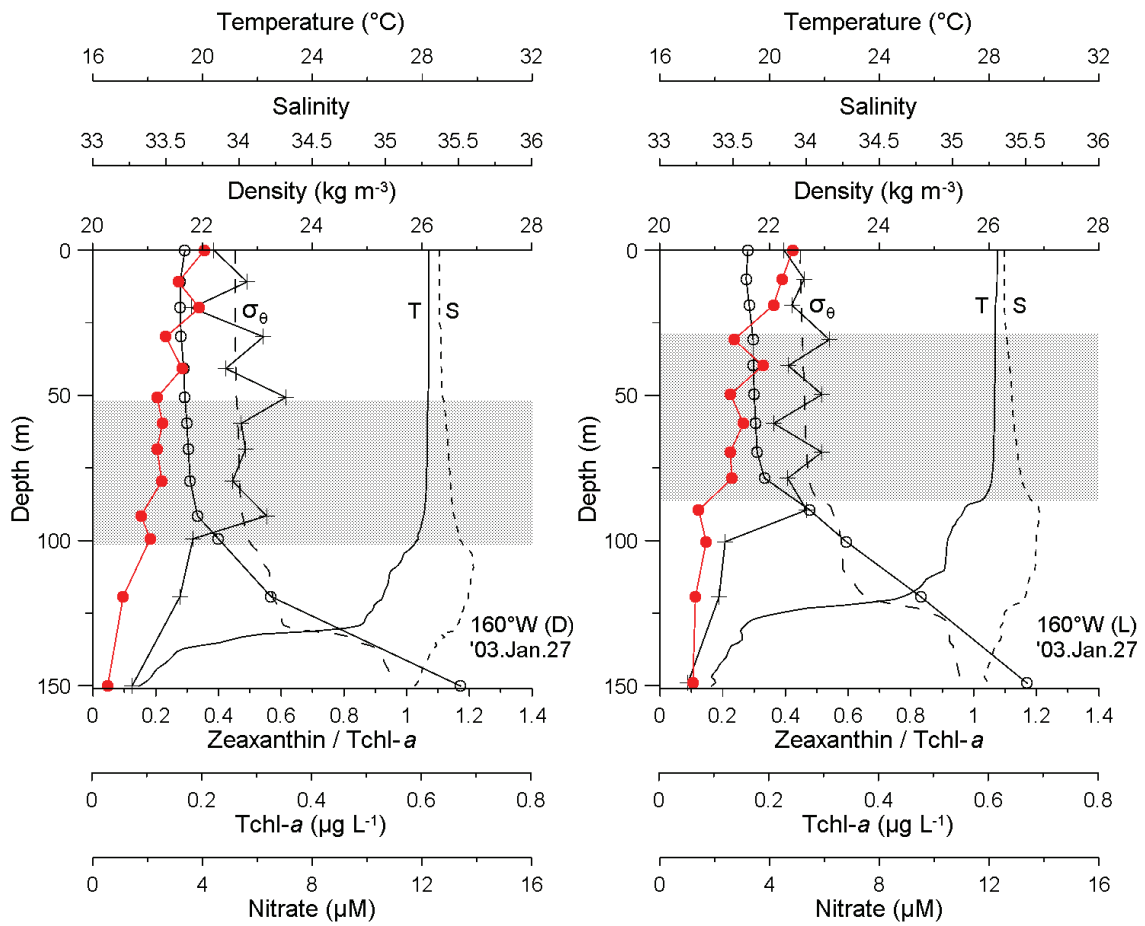 Temperature (°C)
16 20 24 28 32
Salinity
33 33.5 34 34.5 35 35.5 36
Density (kg m-3)
20 22 24 26 28
0
50
100
150
Depth (m)
σθ
T S
160°W (D)
'03.Jan.27
0 0.2 0.4 0.6 0.8 1 1.2 1.4
Zeaxanthin / Tchl-a
0 0.2 0.4 0.6 0.8
Tchl-a (µg L-1)
0 4 8 12 16
Nitrate (µM)
Temperature (°C)
16 20 24 28 32
Salinity
33 33.5 34 34.5 35 35.5 36
Density (kg m-3)
20 22 24 26 28
0
50
100
150
Depth (m)
σθ
T S
160°W (L)
'03.Jan.27
0 0.2 0.4 0.6 0.8 1 1.2 1.4
Zeaxanthin / Tchl-a
0 0.2 0.4 0.6 0.8
Tchl-a (µg L-1)
0 4 8 12 16
Nitrate (µM)